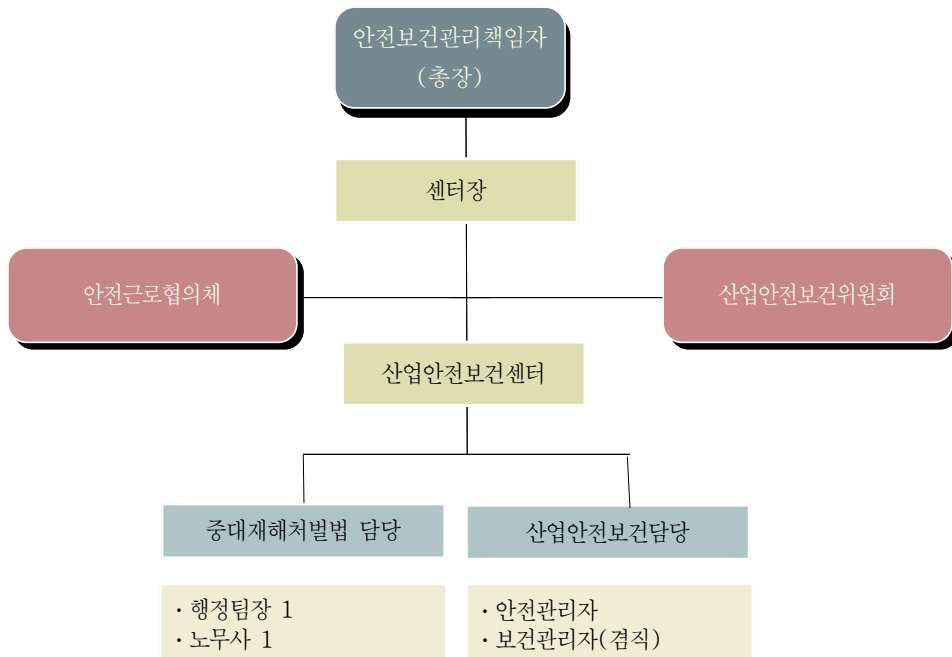 안전보건관리책임자
(총장)
센터장
안전근로협의체
산업안전보건위원회
산업안전보건센터
중대재해처벌법 담당
산업안전보건담당
· 행정팀장 1
· 노무사 1
· 안전관리자
· 보건관리자(겸직)